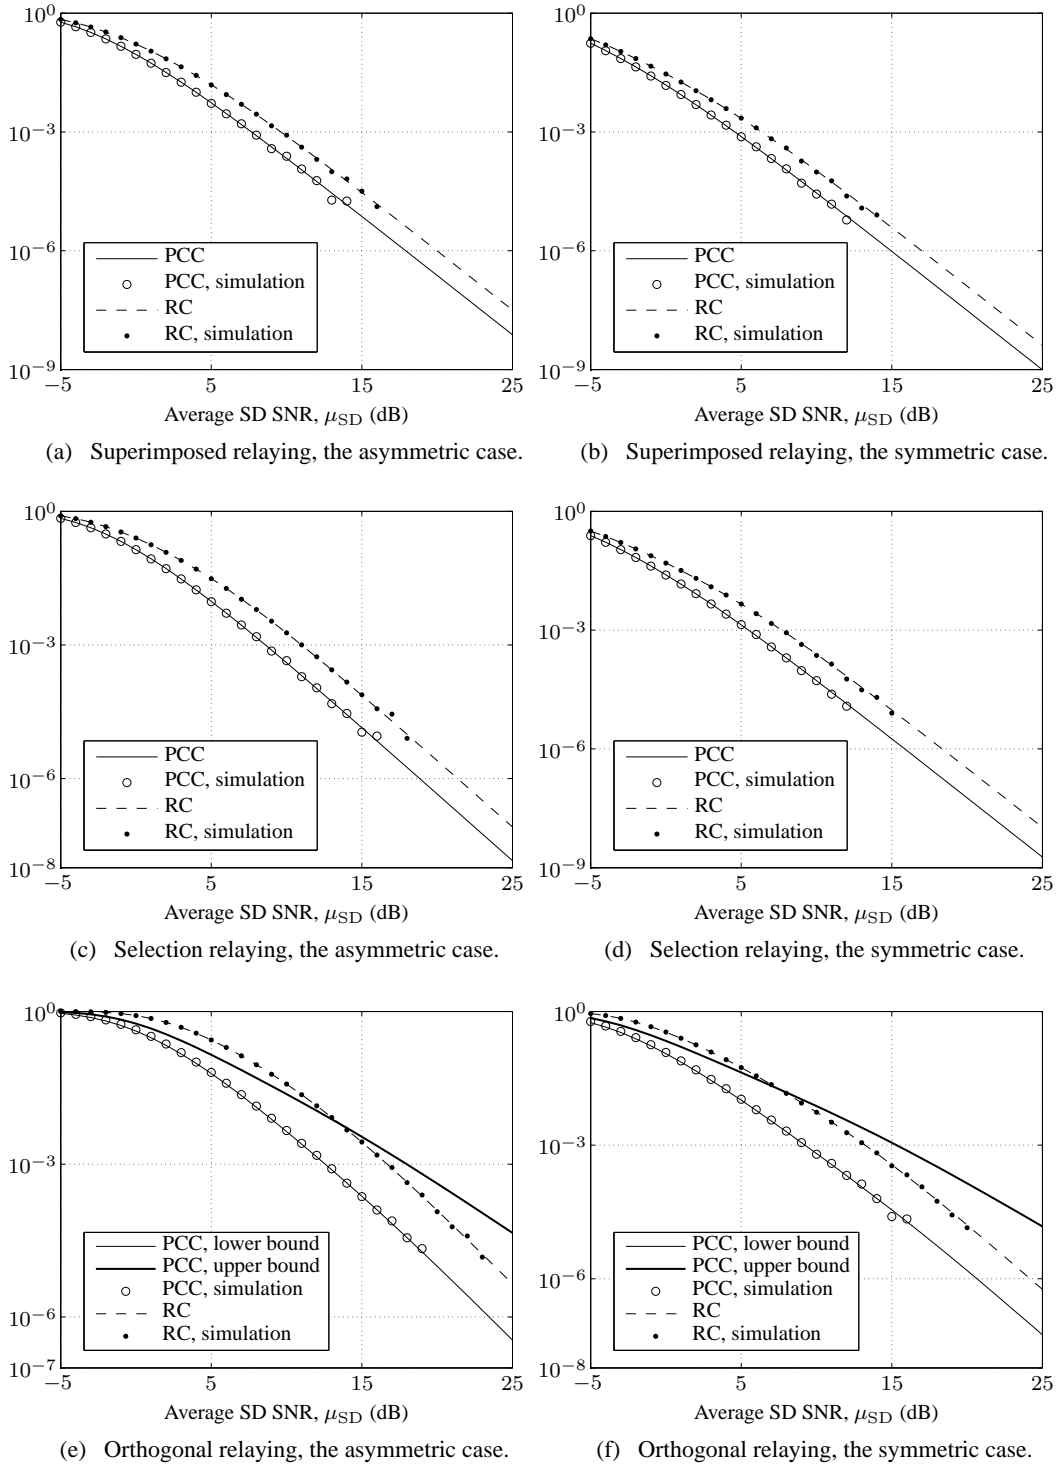 10^0
10^−3
10^−6
10^−9
−5 5 15 25
PCC
PCC, simulation
RC
RC, simulation
Average SD SNR, μ_SD (dB)
(a) Superimposed relaying, the asymmetric case.
10^0
10^−3
10^−6
10^−9
−5 5 15 25
PCC
PCC, simulation
RC
RC, simulation
Average SD SNR, μ_SD (dB)
(b) Superimposed relaying, the symmetric case.
10^0
10^−3
10^−6
10^−8
−5 5 15 25
PCC
PCC, simulation
RC
RC, simulation
Average SD SNR, μ_SD (dB)
(c) Selection relaying, the asymmetric case.
10^0
10^−3
10^−6
10^−9
−5 5 15 25
PCC
PCC, simulation
RC
RC, simulation
Average SD SNR, μ_SD (dB)
(d) Selection relaying, the symmetric case.
10^0
10^−3
10^−6
10^−7
−5 5 15 25
PCC, lower bound
PCC, upper bound
PCC, simulation
RC
RC, simulation
Average SD SNR, μ_SD (dB)
(e) Orthogonal relaying, the asymmetric case.
10^0
10^−3
10^−6
10^−8
−5 5 15 25
PCC, lower bound
PCC, upper bound
PCC, simulation
RC
RC, simulation
Average SD SNR, μ_SD (dB)
(f) Orthogonal relaying, the symmetric case.